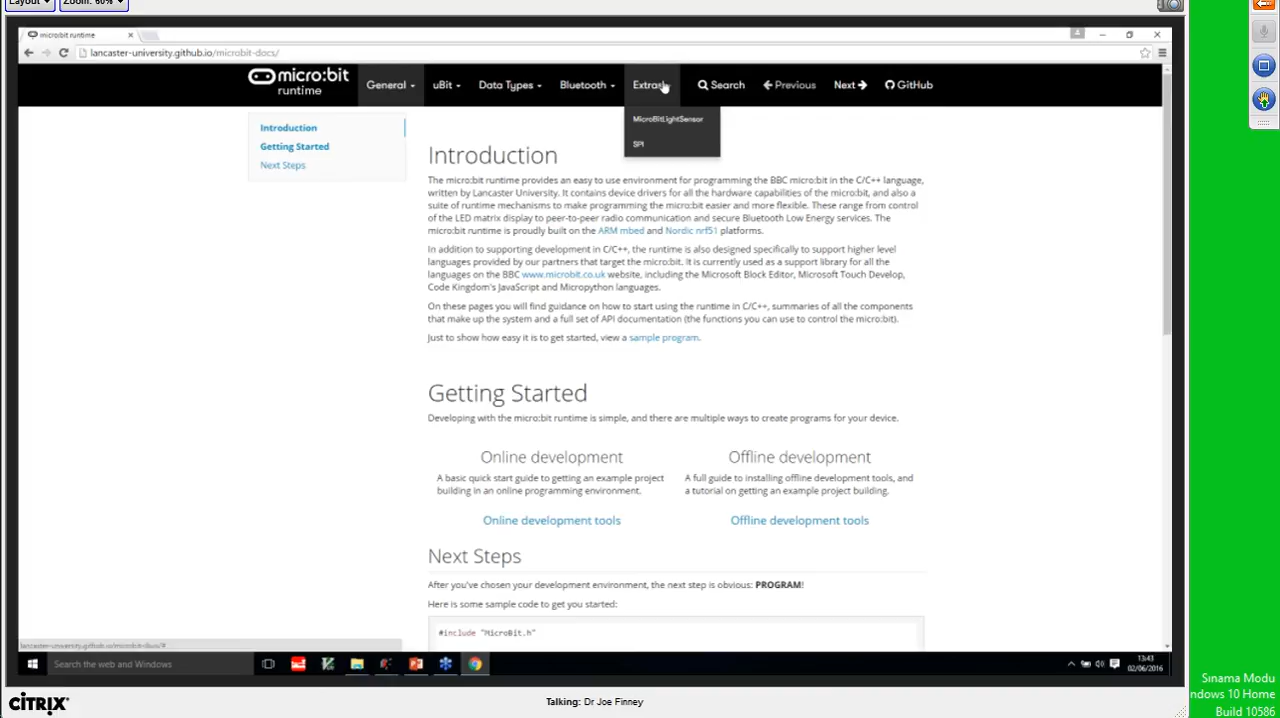 Layout
Zoom: 60%
micro:bit runtime
lancaster-university.github.io/microbit-docs/
micro:bit
runtime
General
uBit
Data Types
Bluetooth
Extras
Search
Previous
Next
GitHub
MicroBitLightSensor
SPI
Introduction
Getting Started
Next Steps
Introduction
The micro:bit runtime provides an easy to use environment for programming the BBC micro:bit in the C/C++ language,
written by Lancaster University. It contains device drivers for all the hardware capabilities of the micro:bit, and also a
suite of runtime mechanisms to make programming the micro:bit easier and more flexible. These range from control
of the LED matrix display to peer-to-peer radio communication and secure Bluetooth Low Energy services. The
micro:bit runtime is proudly built on the ARM mbed and Nordic nrf51 platforms.
In addition to supporting development in C/C++, the runtime is also designed specifically to support higher level
languages provided by our partners that target the micro:bit. It is currently used as a support library for all the
languages on the BBC www.microbit.co.uk website, including the Microsoft Block Editor, Microsoft Touch Develop,
Code Kingdom's JavaScript and Micropython languages.
On these pages you will find guidance on how to start using the runtime in C/C++, summaries of all the components
that make up the system and a full set of API documentation (the functions you can use to control the micro:bit).
Just to show how easy it is to get started, view a sample program.
Getting Started
Developing with the micro:bit runtime is simple, and there are multiple ways to create programs for your device.
Online development
A basic quick start guide to getting an example project
building in an online programming environment.
Online development tools
Offline development
A full guide to installing offline development tools, and
a tutorial on getting an example project building.
Offline development tools
Next Steps
After you've chosen your development environment, the next step is obvious: PROGRAM!
Here is some sample code to get you started:
#include "MicroBit.h"
lancaster-university.github.io/microbit-docs/#
Search the web and Windows
13:43
02/06/2016
CITRIX
Talking: Dr Joe Finney
Sınama Modu
ndows 10 Home
Build 10586